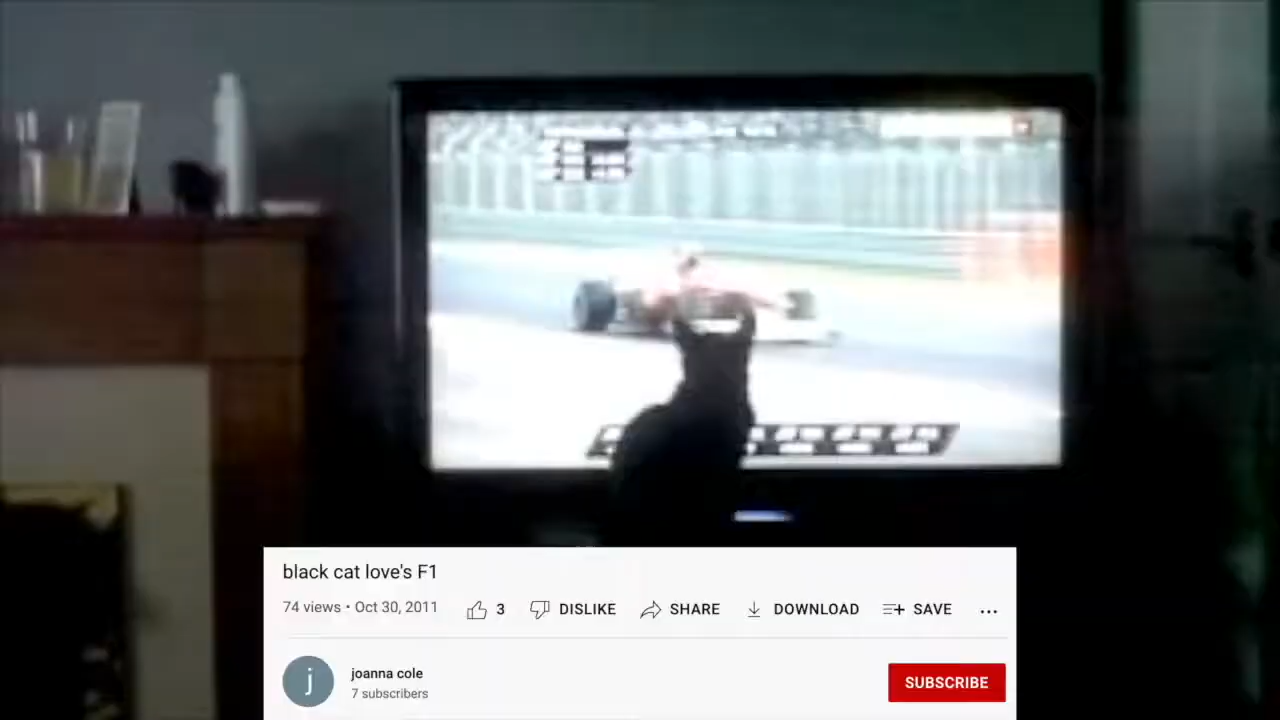 black cat love's F1
74 views • Oct 30, 2011 3 DISLIKE SHARE DOWNLOAD SAVE ...
j joanna cole
7 subscribers
SUBSCRIBE